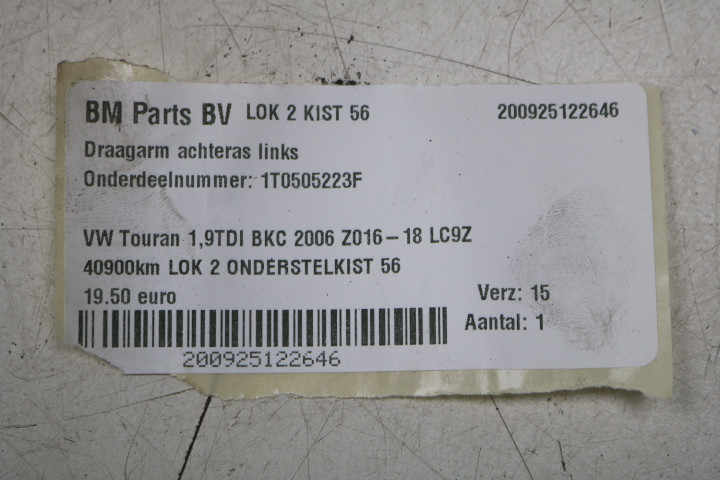 BM Parts BV LOK 2 KIST 56 200925122646
Draagarm achteras links
Onderdeelnummer: 1T0505223F
VW Touran 1,9TDI BKC 2006 Z016-18 LC9Z
40900km LOK 2 ONDERSTELKIST 56
19.50 euro Verz: 15
Aantal: 1
200925122646